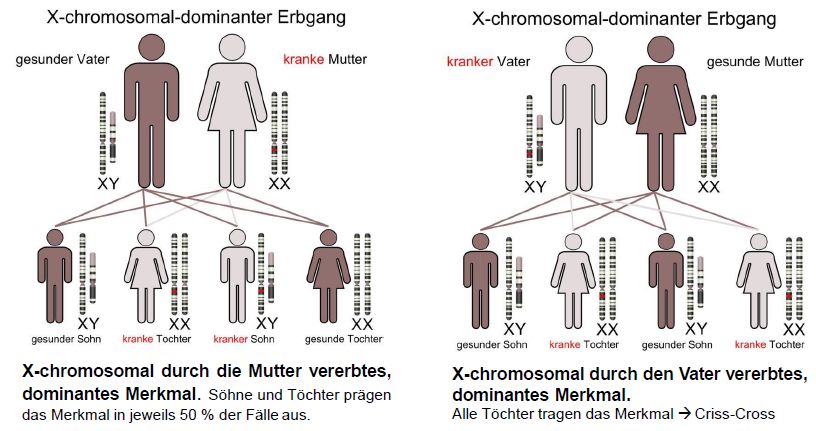 X-chromosomal-dominanter Erbgang
gesunder Vater
kranke Mutter
XY
XX
XY
XX
XY
XX
gesunder Sohn
kranke Tochter
kranker Sohn
gesunde Tochter
X-chromosomal durch die Mutter vererbtes,
dominantes Merkmal. Söhne und Töchter prägen
das Merkmal in jeweils 50 % der Fälle aus.
X-chromosomal-dominanter Erbgang
kranker Vater
gesunde Mutter
XY
XX
XY
XX
XY
XX
gesunder Sohn
kranke Tochter
gesunder Sohn
kranke Tochter
X-chromosomal durch den Vater vererbtes,
dominantes Merkmal.
Alle Töchter tragen das Merkmal → Criss-Cross